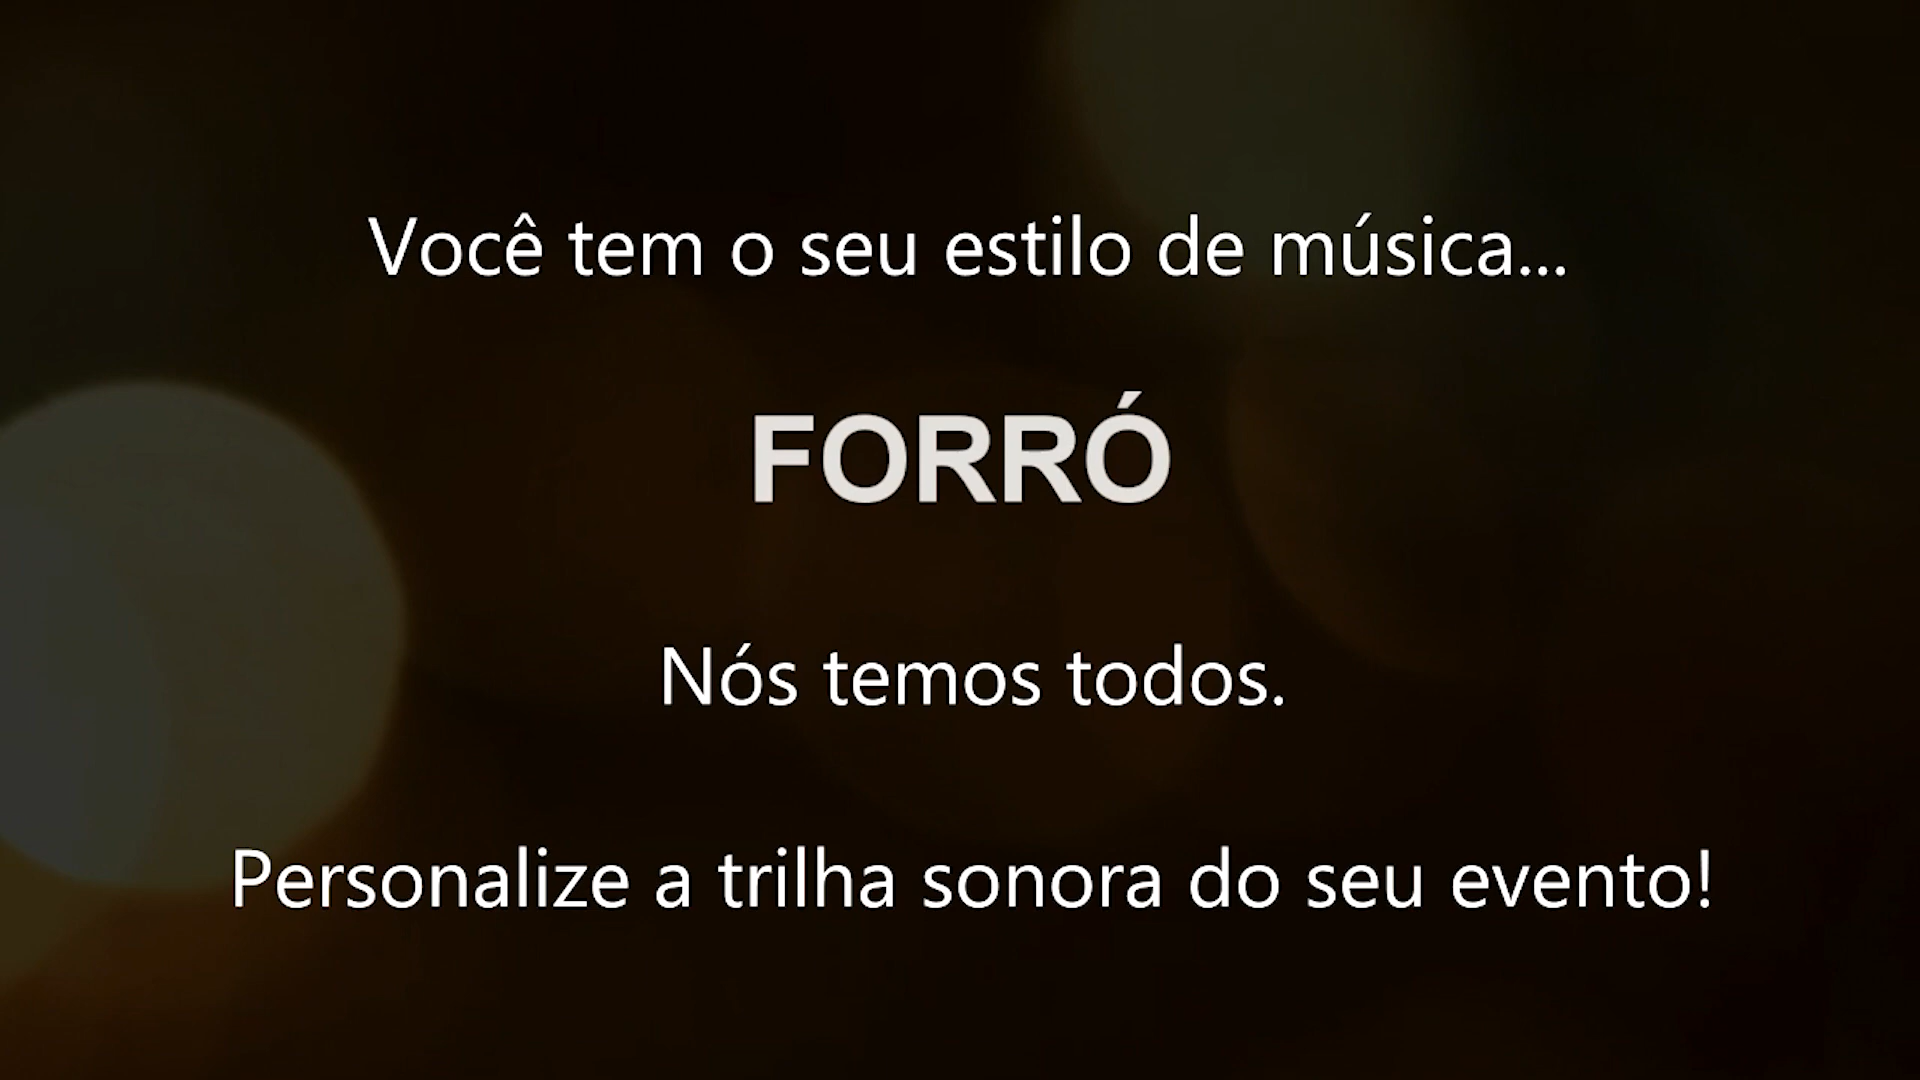 Você tem o seu estilo de música...
FORRÓ
Nós temos todos.
Personalize a trilha sonora do seu evento!